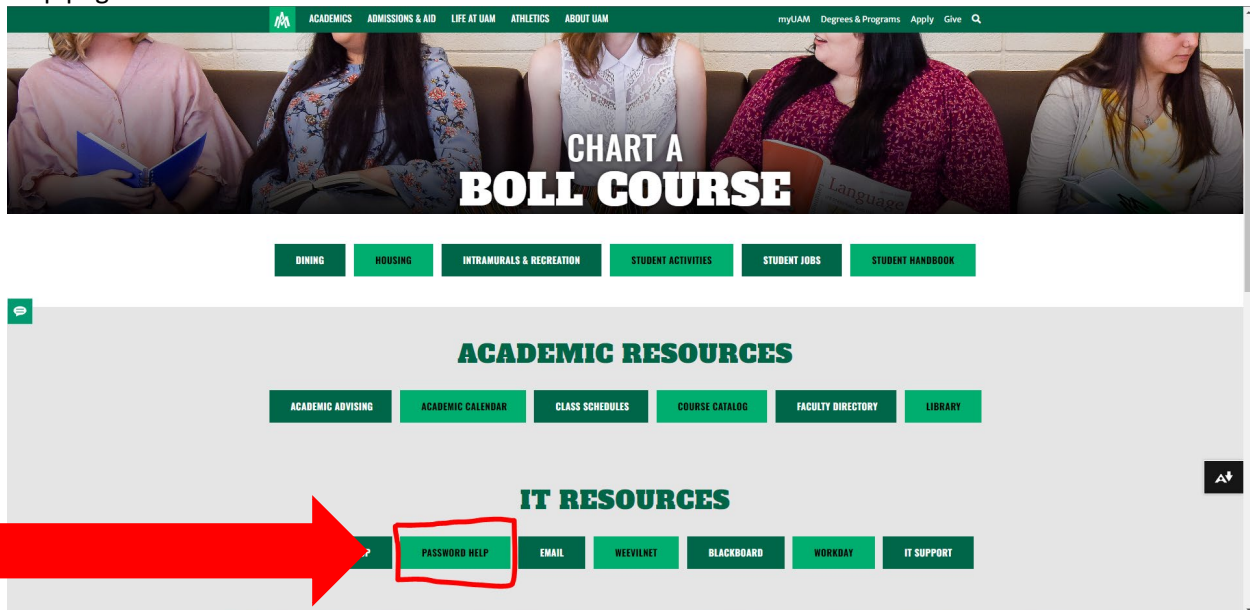 ACADEMICS ADMISSIONS & AID LIFE AT UAM ATHLETICS ABOUT UAM myUAM Degrees & Programs Apply Give
CHART A
BOLL COURSE
Language
DINING HOUSING INTRAMURALS & RECREATION STUDENT ACTIVITIES STUDENT JOBS STUDENT HANDBOOK
ACADEMIC RESOURCES
ACADEMIC ADVISING ACADEMIC CALENDAR CLASS SCHEDULES COURSE CATALOG FACULTY DIRECTORY LIBRARY
IT RESOURCES
PASSWORD HELP EMAIL WEEVILNET BLACKBOARD WORKDAY IT SUPPORT